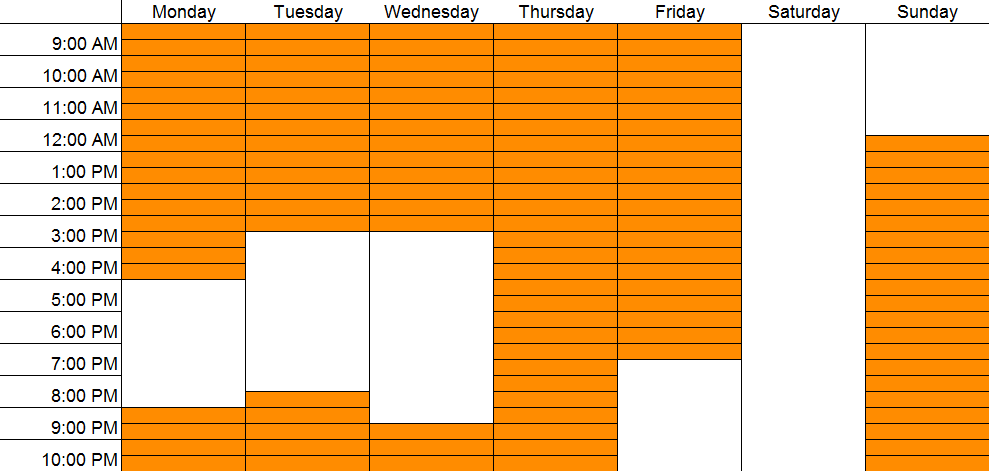 Monday Tuesday Wednesday Thursday Friday Saturday Sunday
9:00 AM
10:00 AM
11:00 AM
12:00 AM
1:00 PM
2:00 PM
3:00 PM
4:00 PM
5:00 PM
6:00 PM
7:00 PM
8:00 PM
9:00 PM
10:00 PM